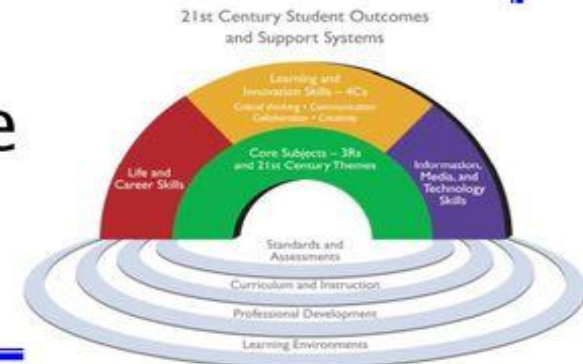 21st Century Student Outcomes
and Support Systems
e
Learning and
Innovation Skills – 4Cs
Critical thinking • Communication
Collaboration • Creativity
Core Subjects – 3Rs
and 21st Century Themes
Life and
Career Skills
Information,
Media, and
Technology
Skills
Standards and
Assessments
Curriculum and Instruction
Professional Development
Learning Environments